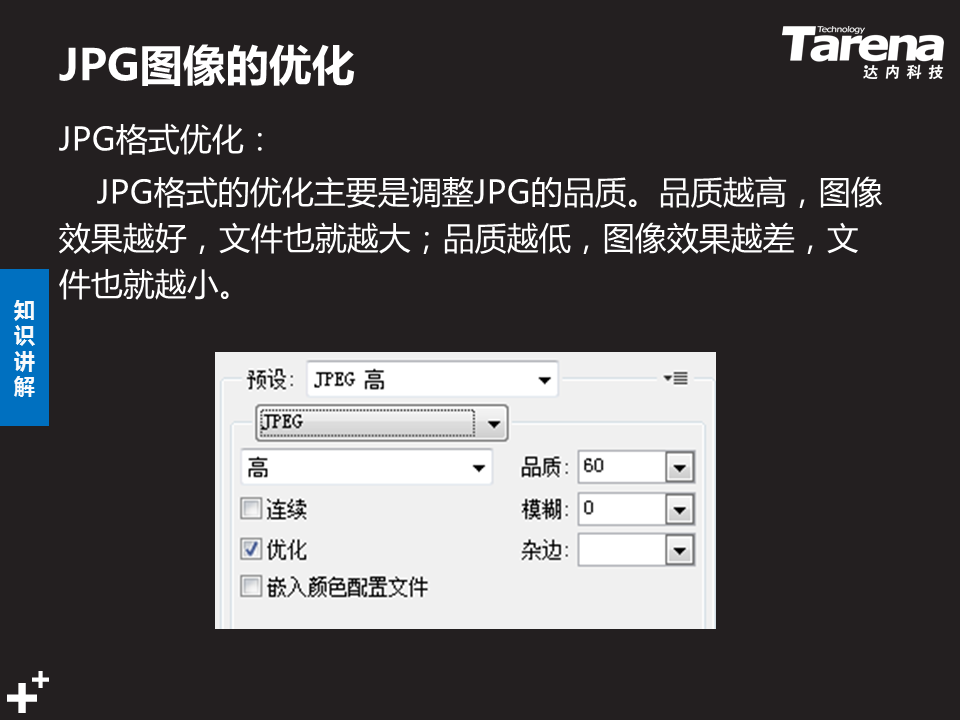 JPG图像的优化
Technology
Tarena
达内科技
JPG格式优化：
JPG格式的优化主要是调整JPG的品质。品质越高，图像
效果越好，文件也就越大；品质越低，图像效果越差，文
件也就越小。
知识讲解
预设: JPEG 高
JPEG
高 品质: 60
连续 模糊: 0
优化 杂边:
嵌入颜色配置文件